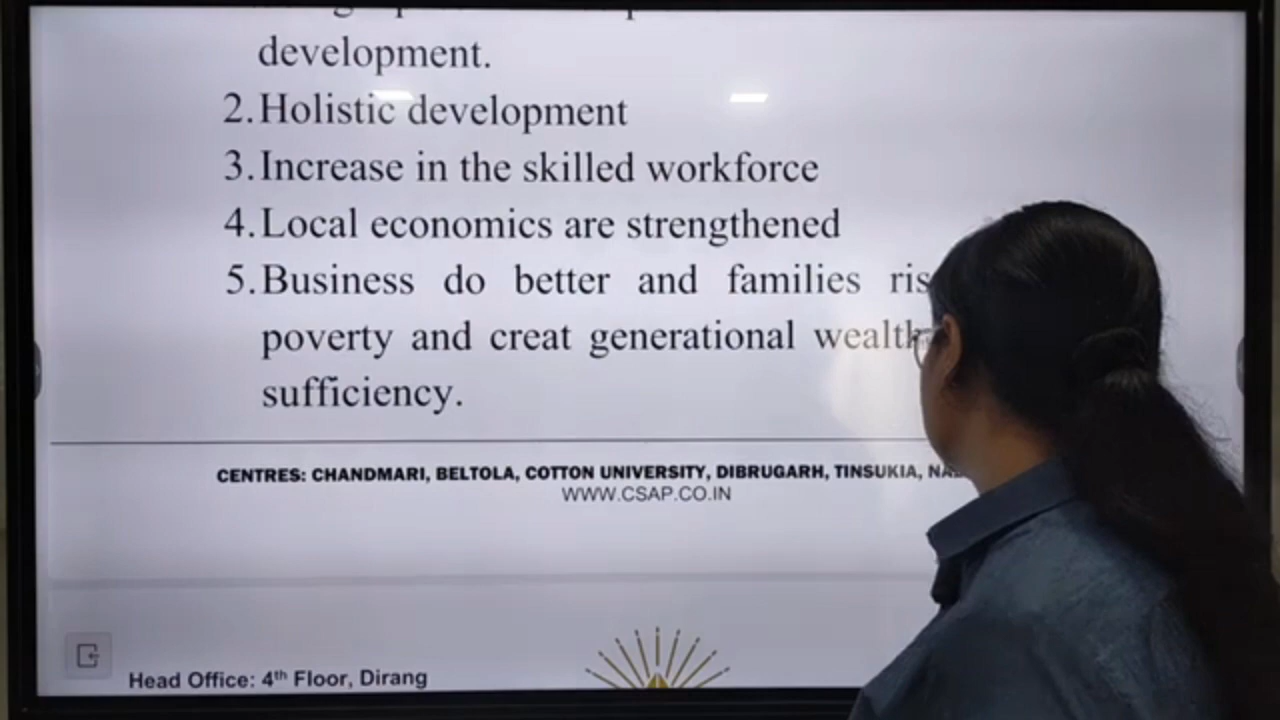 development.
2. Holistic development
3. Increase in the skilled workforce
4. Local economics are strengthened
5. Business do better and families
poverty and creat generational wealth
sufficiency.
CENTRES: CHANDMARI, BELTOLA, COTTON UNIVERSITY, DIBRUGARH, TINSUKIA,
WWW.CSAP.CO.IN
Head Office: 4th Floor, Dirang